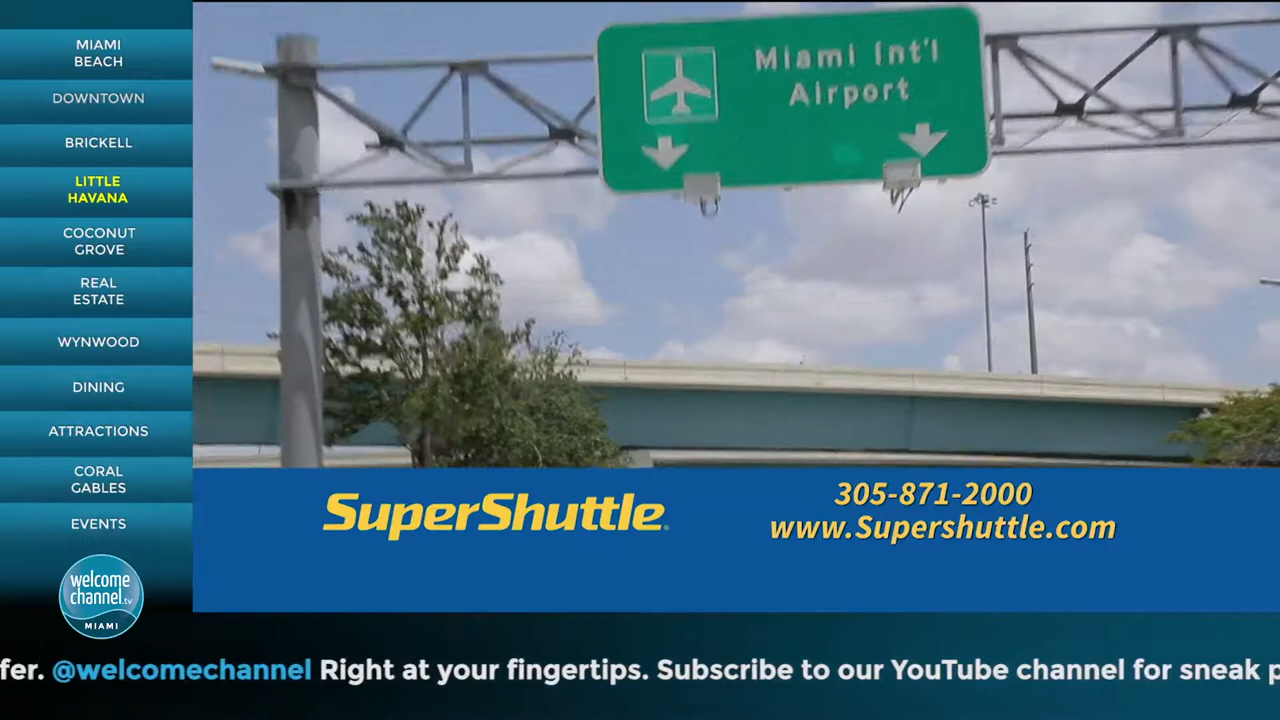 MIAMI
BEACH
DOWNTOWN
BRICKELL
LITTLE
HAVANA
COCONUT
GROVE
REAL
ESTATE
WYNWOOD
DINING
ATTRACTIONS
CORAL
GABLES
EVENTS
welcome
channel.tv
MIAMI
Miami Int'l
Airport
SuperShuttle
305-871-2000
www.Supershuttle.com
fer. @welcomechannel Right at your fingertips. Subscribe to our YouTube channel for sneak p